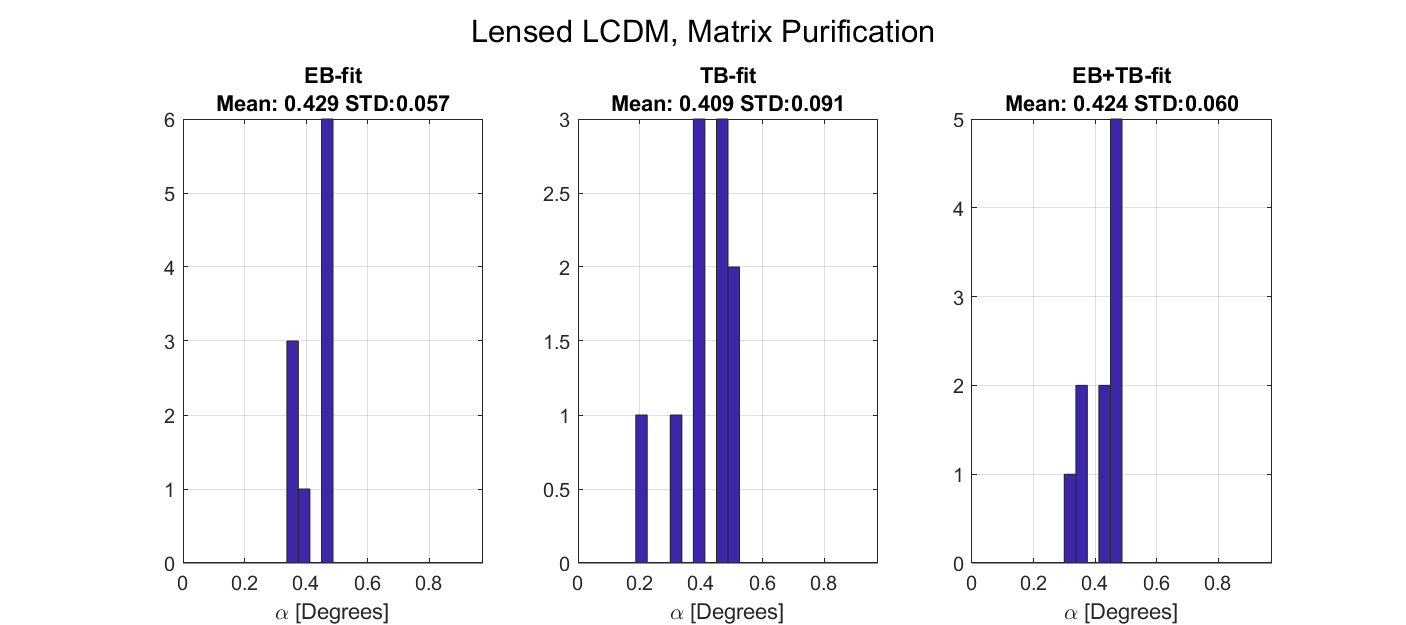 Lensed LCDM, Matrix Purification
EB-fit
Mean: 0.429 STD:0.057
6
5
4
3
2
1
0
0 0.2 0.4 0.6 0.8
α [Degrees]
TB-fit
Mean: 0.409 STD:0.091
3
2.5
2
1.5
1
0.5
0
0 0.2 0.4 0.6 0.8
α [Degrees]
EB+TB-fit
Mean: 0.424 STD:0.060
5
4
3
2
1
0
0 0.2 0.4 0.6 0.8
α [Degrees]